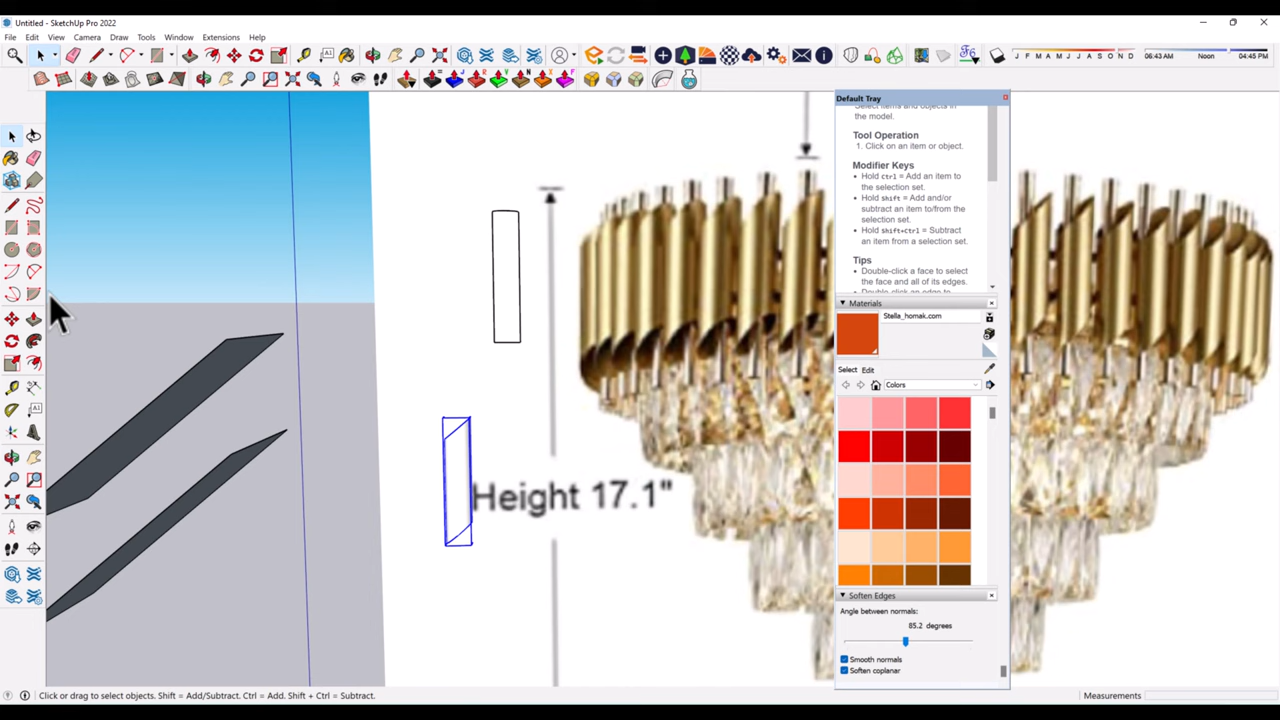 Untitled - SketchUp Pro 2022
File Edit View Camera Draw Tools Window Extensions Help
J F M A M J J A S O N D
06:43 AM Noon 04:45 PM
Default Tray
Select items and objects in
the model.
Tool Operation
1. Click on an item or object.
Modifier Keys
• Hold Ctrl = Add an item to
the selection set.
• Hold Shift = Add and/or
subtract an item to/from the
selection set.
• Hold Shift+Ctrl = Subtract
an item from a selection set.
Tips
• Double-click a face to select
the face and all of its edges.
Materials
Stella_homak.com
Select Edit
Colors
Height 17.1"
Soften Edges
Angle between normals:
85.2 degrees
Smooth normals
Soften coplanar
Click or drag to select objects. Shift = Add/Subtract. Ctrl = Add. Shift + Ctrl = Subtract.
Measurements